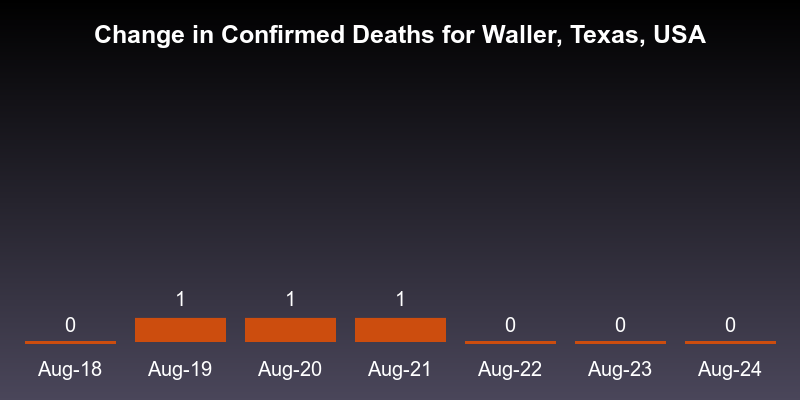 Change in Confirmed Deaths for Waller, Texas, USA
0 1 1 1 0 0 0
Aug-18 Aug-19 Aug-20 Aug-21 Aug-22 Aug-23 Aug-24